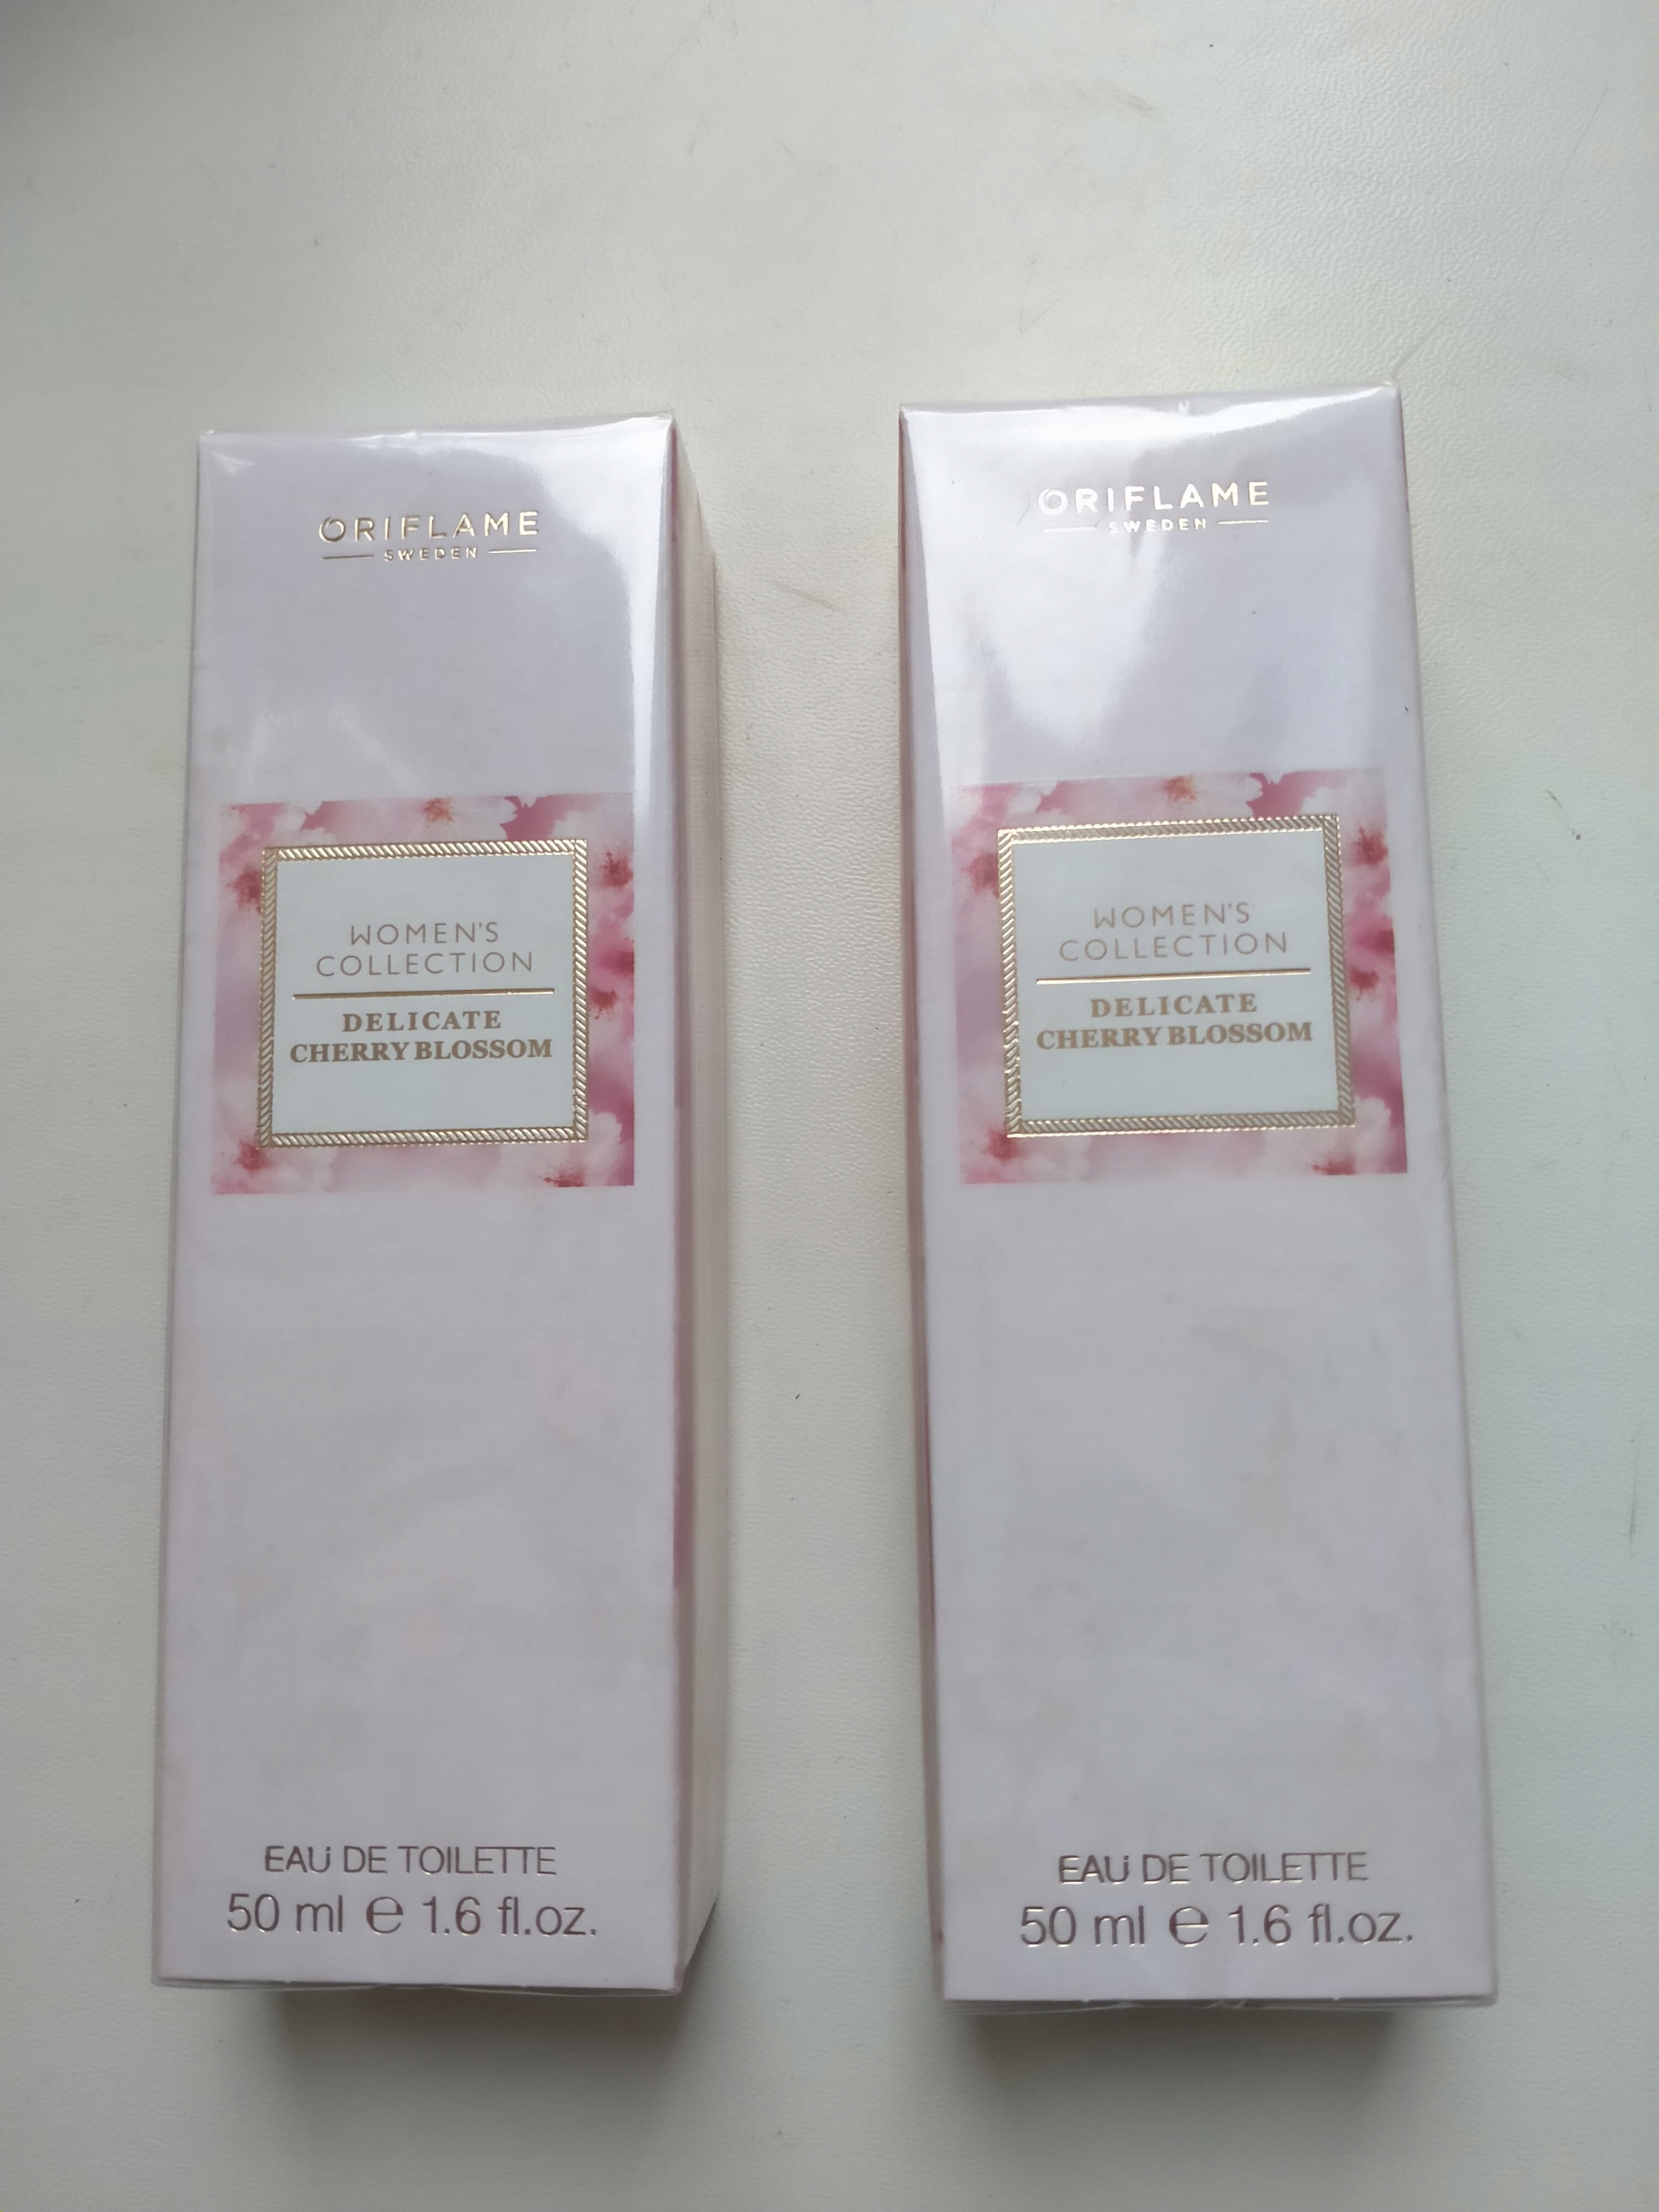 ORIFLAME
SWEDEN
WOMEN'S
COLLECTION
DELICATE
CHERRY BLOSSOM
EAU DE TOILETTE
50 ml e 1.6 fl.oz.
ORIFLAME
SWEDEN
WOMEN'S
COLLECTION
DELICATE
CHERRY BLOSSOM
EAU DE TOILETTE
50 ml e 1.6 fl.oz.